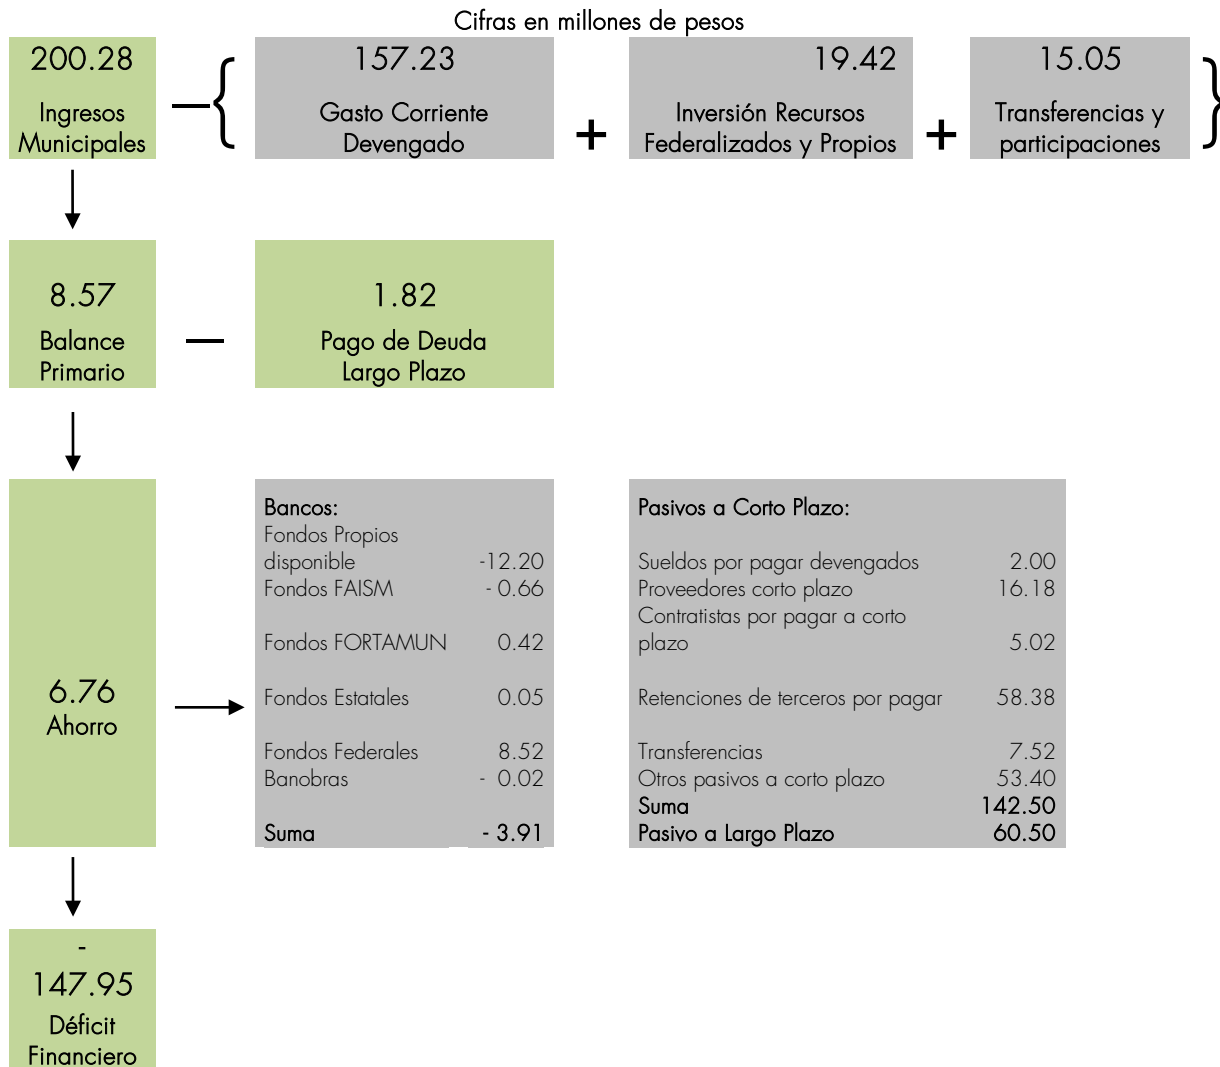 Cifras en millones de pesos
200.28
Ingresos
Municipales
—
{
157.23
Gasto Corriente
Devengado
+
19.42
Inversión Recursos
Federalizados y Propios
+
15.05
Transferencias y
participaciones
}
8.57
Balance
Primario
—
1.82
Pago de Deuda
Largo Plazo
6.76
Ahorro
Bancos:
Fondos Propios
disponible -12.20
Fondos FAISM - 0.66
Fondos FORTAMUN 0.42
Fondos Estatales 0.05
Fondos Federales 8.52
Banobras - 0.02
Suma - 3.91
Pasivos a Corto Plazo:
Sueldos por pagar devengados 2.00
Proveedores corto plazo 16.18
Contratistas por pagar a corto
plazo 5.02
Retenciones de terceros por pagar 58.38
Transferencias 7.52
Otros pasivos a corto plazo 53.40
Suma 142.50
Pasivo a Largo Plazo 60.50
-
147.95
Déficit
Financiero